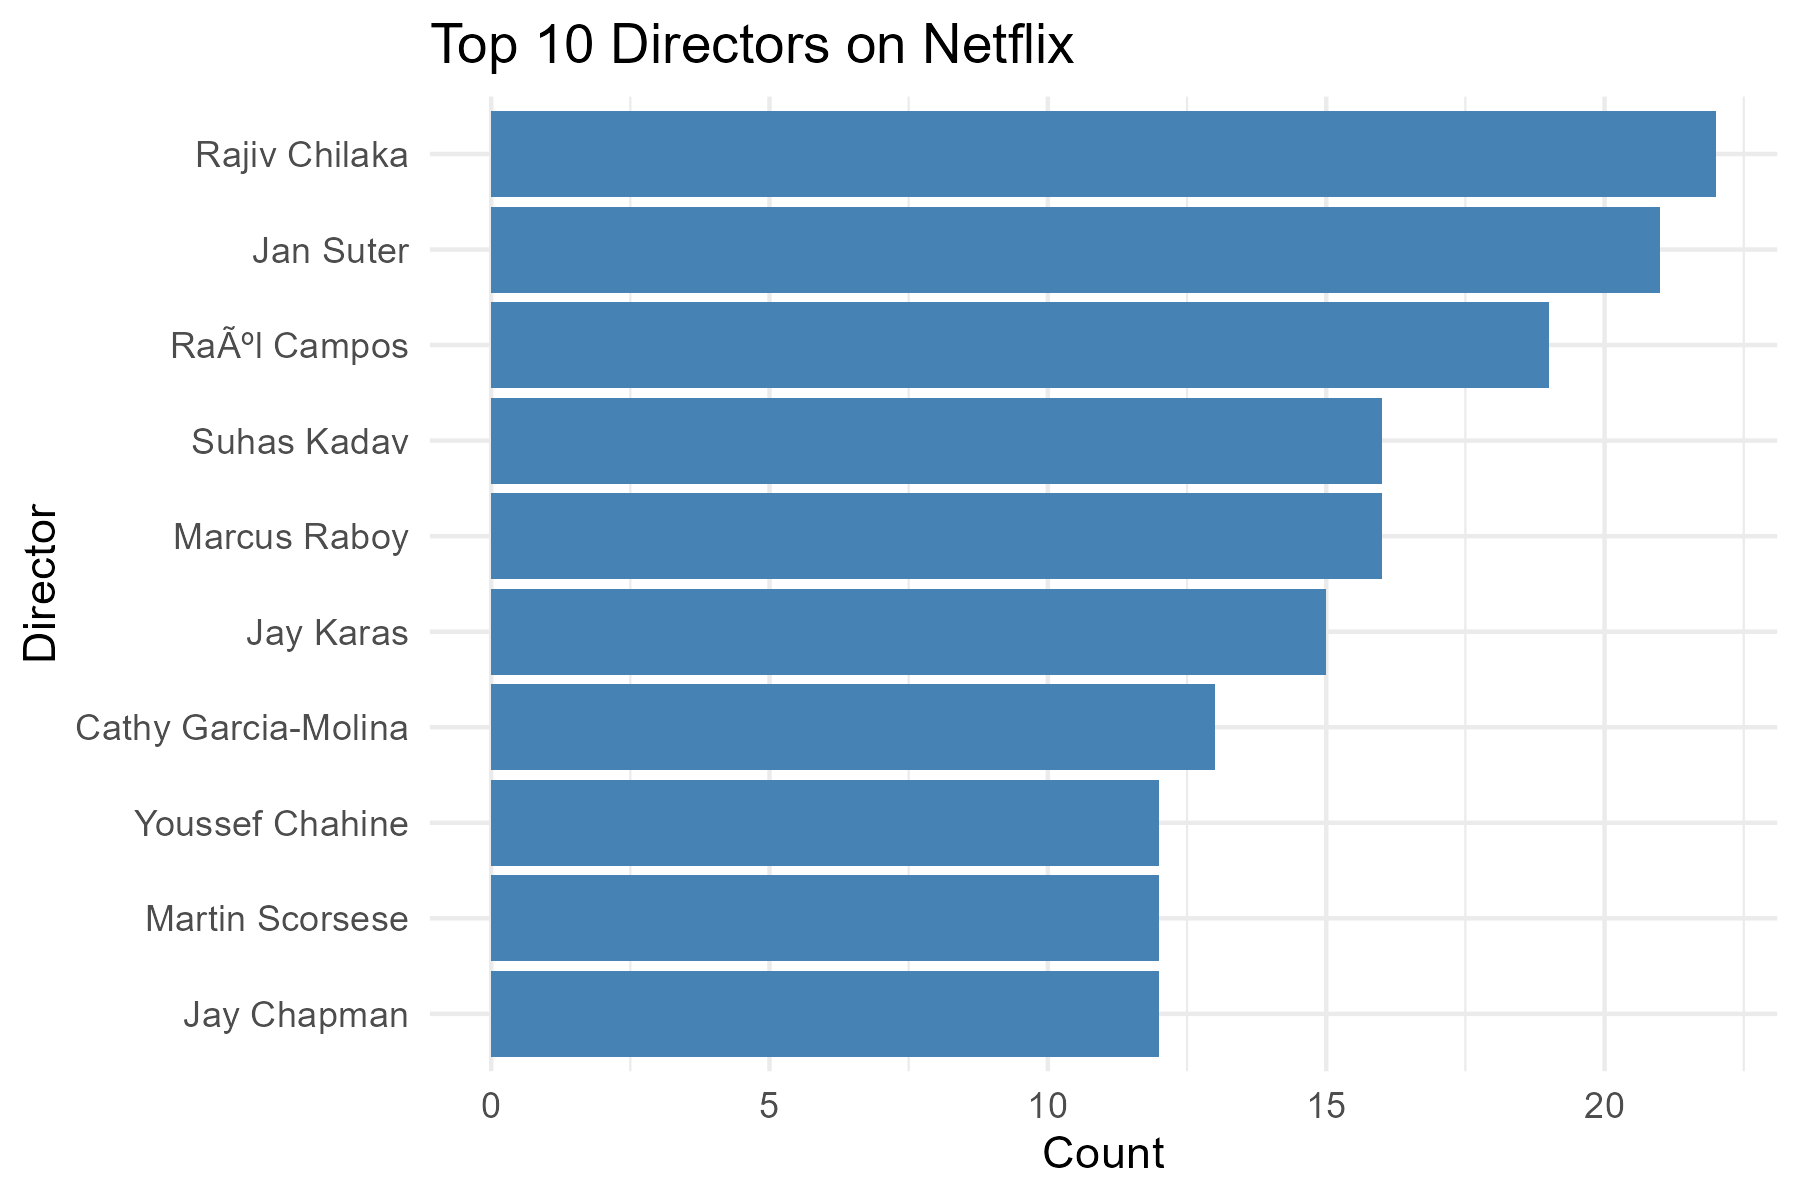 Top 10 Directors on Netflix
Rajiv Chilaka
Jan Suter
RaÃºl Campos
Suhas Kadav
Marcus Raboy
Jay Karas
Cathy Garcia-Molina
Youssef Chahine
Martin Scorsese
Jay Chapman
Director
0 5 10 15 20
Count